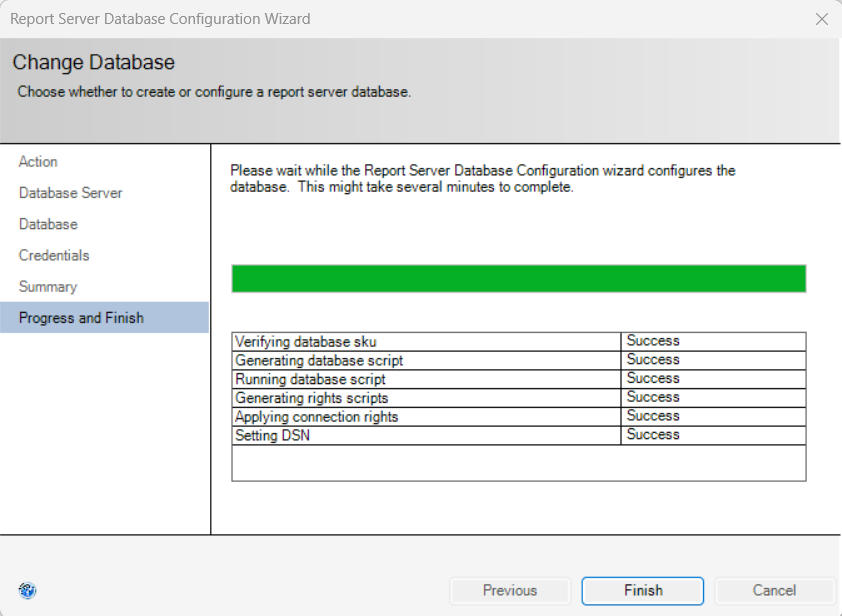 Report Server Database Configuration Wizard
Change Database
Choose whether to create or configure a report server database.
Action
Database Server
Database
Credentials
Summary
Progress and Finish
Please wait while the Report Server Database Configuration wizard configures the
database.  This might take several minutes to complete.
Verifying database sku Success
Generating database script Success
Running database script Success
Generating rights scripts Success
Applying connection rights Success
Setting DSN Success
Previous Finish Cancel